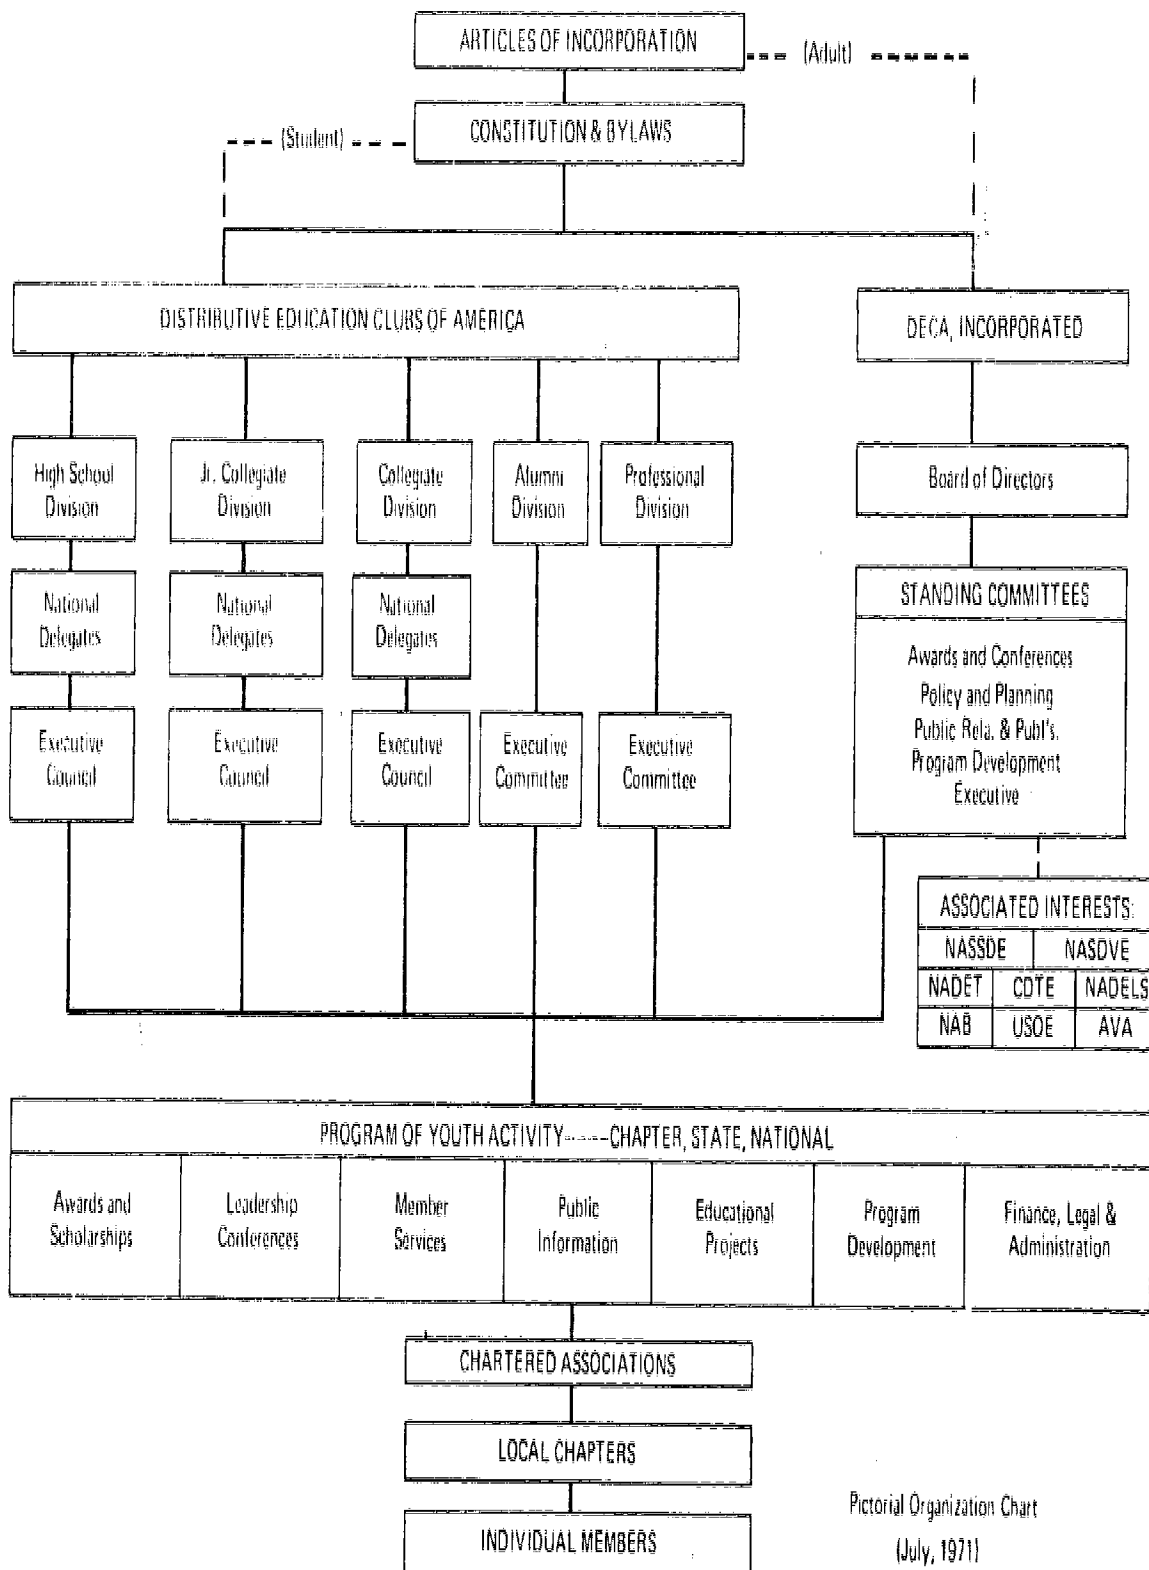 ARTICLES OF INCORPORATION
(Adult)
CONSTITUTION & BYLAWS
(Student)
DISTRIBUTIVE EDUCATION CLUBS OF AMERICA
DECA, INCORPORATED
High School
Division
Jr. Collegiate
Division
Collegiate
Division
Alumni
Division
Professional
Division
Board of Directors
National
Delegates
National
Delegates
National
Delegates
STANDING COMMITTEES
Awards and Conferences
Policy and Planning
Public Rela. & Publ's.
Program Development
Executive
Executive
Council
Executive
Council
Executive
Council
Executive
Committee
Executive
Committee
ASSOCIATED INTERESTS:
NASSDE NASDVE
NADET CDTE NADELS
NAB USOE AVA
PROGRAM OF YOUTH ACTIVITY-----CHAPTER, STATE, NATIONAL
Awards and
Scholarships
Leadership
Conferences
Member
Services
Public
Information
Educational
Projects
Program
Development
Finance, Legal &
Administration
CHARTERED ASSOCIATIONS
LOCAL CHAPTERS
INDIVIDUAL MEMBERS
Pictorial Organization Chart
(July, 1971)